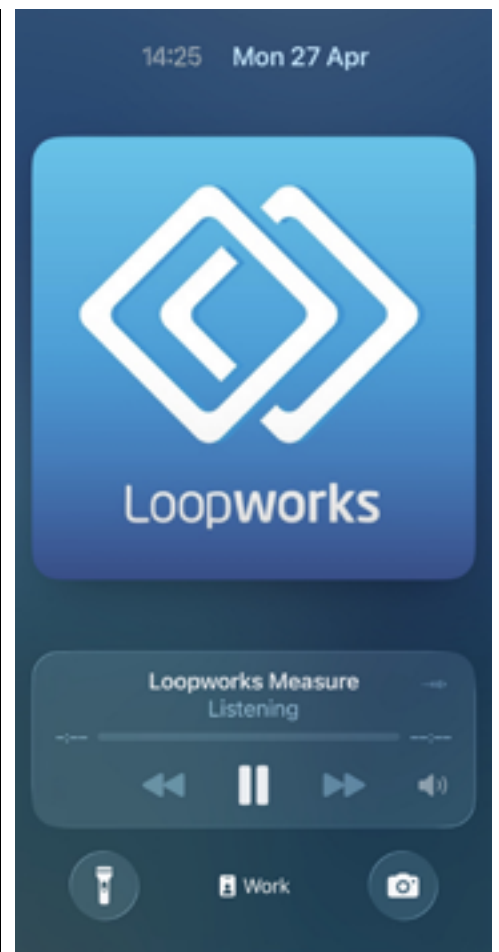 14:25 Mon 27 Apr
Loopworks
Loopworks Measure
Listening
--:-- --:--
Work